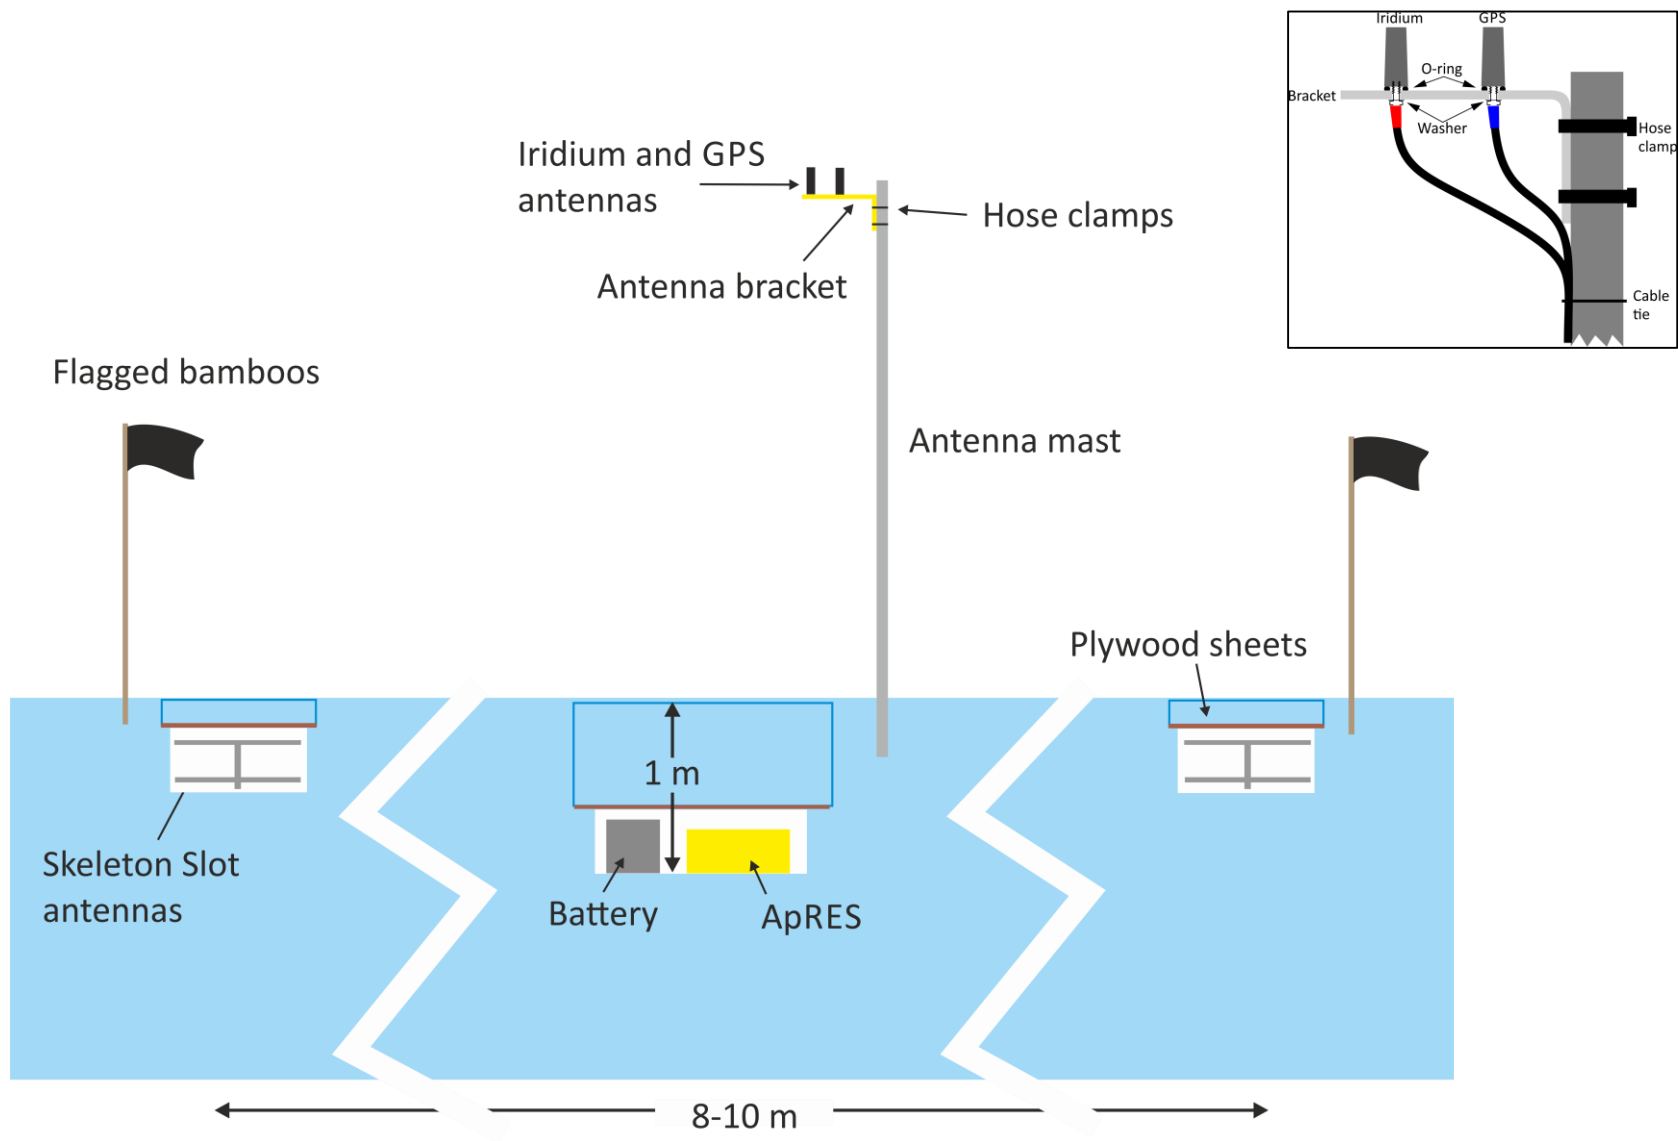 Iridium
GPS
O-ring
Bracket
Washer
Hose
clamp
Cable
tie
Iridium and GPS
antennas
Hose clamps
Antenna bracket
Flagged bamboos
Antenna mast
Plywood sheets
1 m
Skeleton Slot
antennas
Battery
ApRES
8-10 m